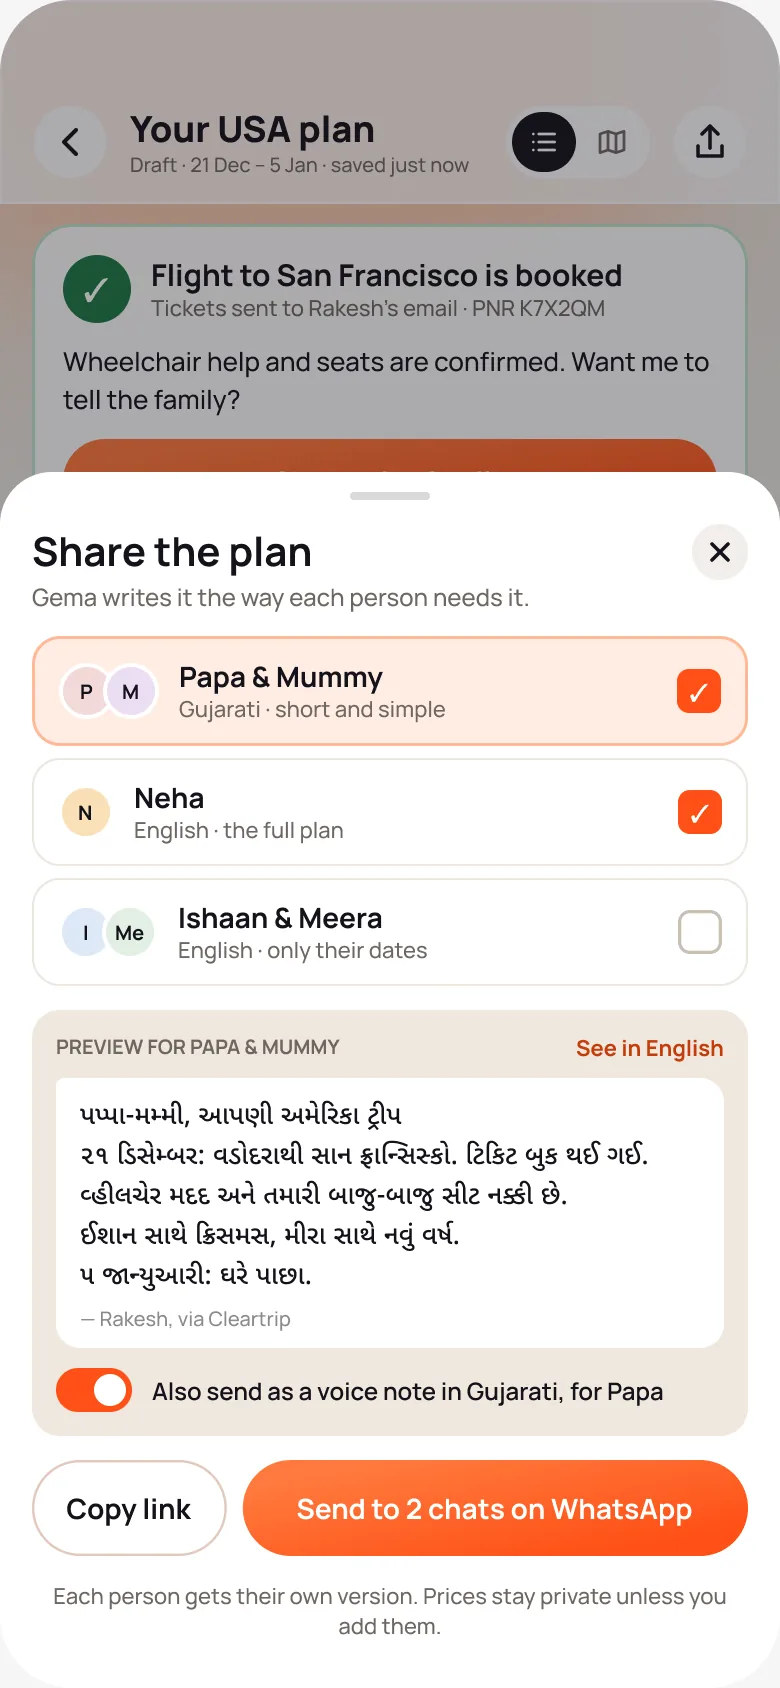 Your USA plan
Draft · 21 Dec – 5 Jan · saved just now
✓
Flight to San Francisco is booked
Tickets sent to Rakesh's email · PNR K7X2QM
Wheelchair help and seats are confirmed. Want me to
tell the family?
Share the plan
Gema writes it the way each person needs it.
P M
Papa & Mummy
Gujarati · short and simple
✓
N
Neha
English · the full plan
✓
I Me
Ishaan & Meera
English · only their dates
PREVIEW FOR PAPA & MUMMY
See in English
પપ્પા-મમ્મી, આપણી અમેરિકા ટ્રીપ
૨૧ ડિસેમ્બર: વડોદરાથી સાન ફ્રાન્સિસ્કો. ટિકિટ બુક થઈ ગઈ.
વ્હીલચેર મદદ અને તમારી બાજુ-બાજુ સીટ નક્કી છે.
ઈશાન સાથે ક્રિસમસ, મીરા સાથે નવું વર્ષ.
૫ જાન્યુઆરી: ઘરે પાછા.
— Rakesh, via Cleartrip
Also send as a voice note in Gujarati, for Papa
Copy link
Send to 2 chats on WhatsApp
Each person gets their own version. Prices stay private unless you
add them.